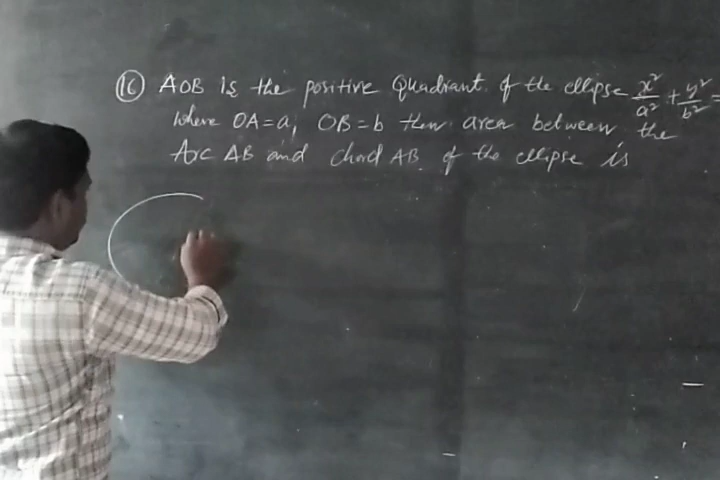 (16) AOB is the positive Quadrant of the ellipse x²/a² + y²/b² =
where OA = a, OB = b then area between the
Arc AB and chord AB of the ellipse is